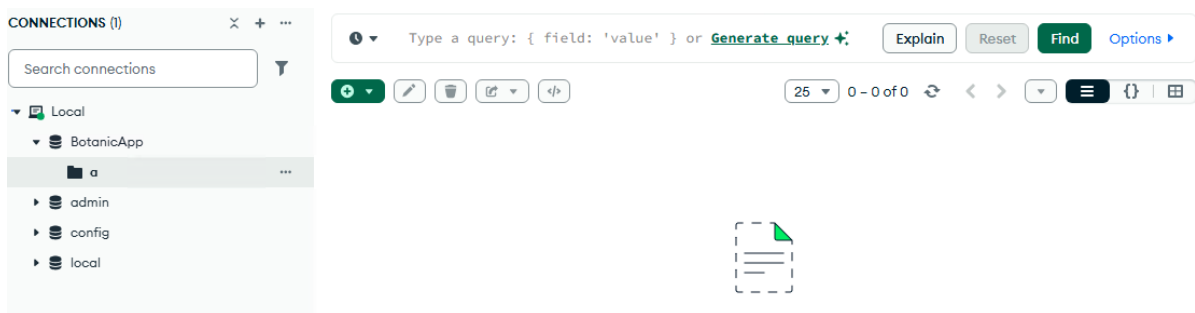 CONNECTIONS (1)
Search connections
Local
BotanicApp
a
admin
config
local
Type a query: { field: 'value' } or Generate query
Explain
Reset
Find
Options
25
0 – 0 of 0